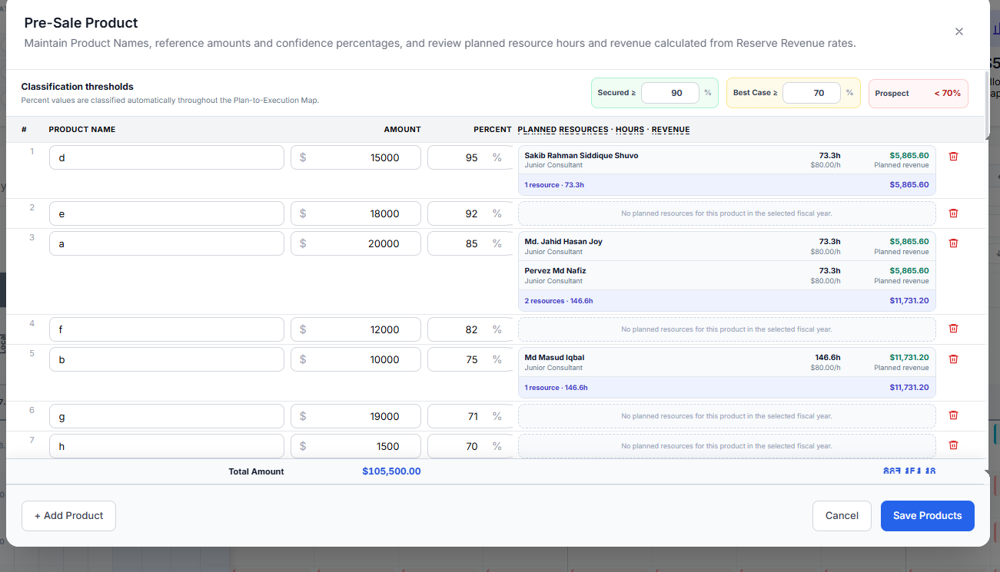 Pre-Sale Product
Maintain Product Names, reference amounts and confidence percentages, and review planned resource hours and revenue calculated from Reserve Revenue rates.
Classification thresholds
Percent values are classified automatically throughout the Plan-to-Execution Map.
Secured ≥ 90 %
Best Case ≥ 70 %
Prospect < 70%
# PRODUCT NAME AMOUNT PERCENT PLANNED RESOURCES · HOURS · REVENUE
1 d $ 15000 95 %
Sakib Rahman Siddique Shuvo 73.3h $5,865.60
Junior Consultant $80.00/h Planned revenue
1 resource · 73.3h $5,865.60
2 e $ 18000 92 % No planned resources for this product in the selected fiscal year.
3 a $ 20000 85 %
Md. Jahid Hasan Joy 73.3h $5,865.60
Junior Consultant $80.00/h Planned revenue
Pervez Md Nafiz 73.3h $5,865.60
Junior Consultant $80.00/h Planned revenue
2 resources · 146.6h $11,731.20
4 f $ 12000 82 % No planned resources for this product in the selected fiscal year.
5 b $ 10000 75 %
Md Masud Iqbal 146.6h $11,731.20
Junior Consultant $80.00/h Planned revenue
1 resource · 146.6h $11,731.20
6 g $ 19000 71 % No planned resources for this product in the selected fiscal year.
7 h $ 1500 70 % No planned resources for this product in the selected fiscal year.
Total Amount $105,500.00
+ Add Product
Cancel
Save Products
Local